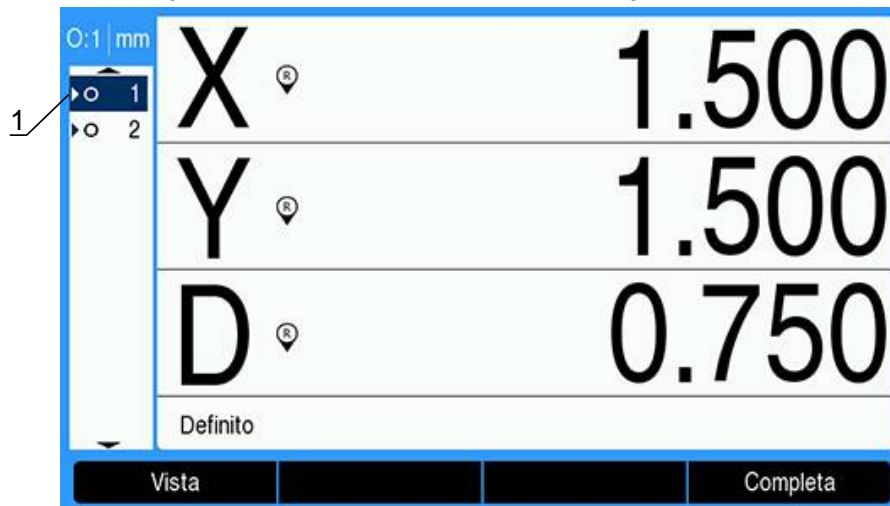 O:1 mm
1
1
2
X R 1.500
Y R 1.500
D R 0.750
Definito
Vista Completa